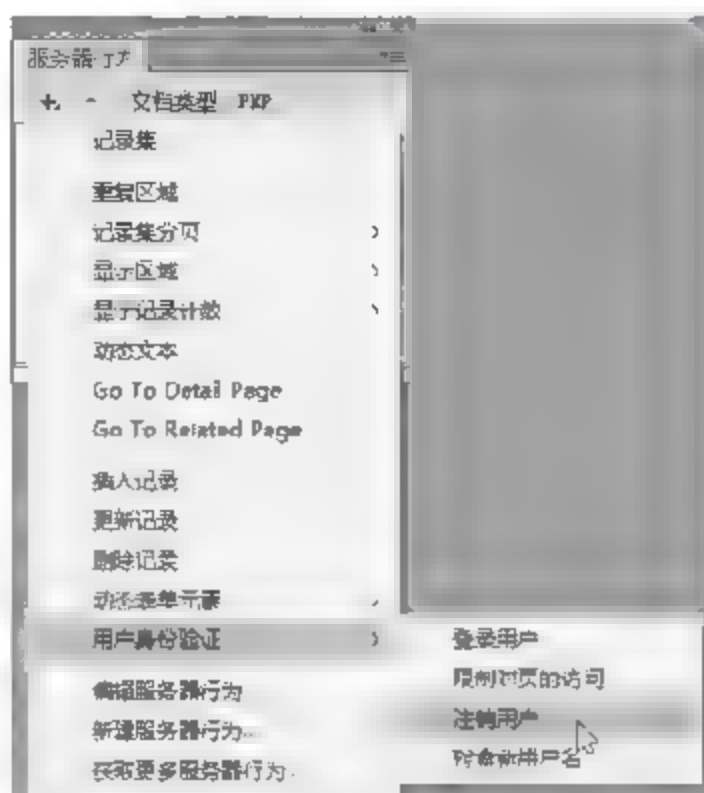 服务器行为
文档类型 PHP
记录集
重复区域
记录集分页
显示区域
显示记录计数
动态文本
Go To Detail Page
Go To Related Page
插入记录
更新记录
删除记录
动态表单元素
用户身份验证
登录用户
限制对页的访问
注销用户
检查新用户名
编辑服务器行为
新建服务器行为...
获取更多服务器行为...